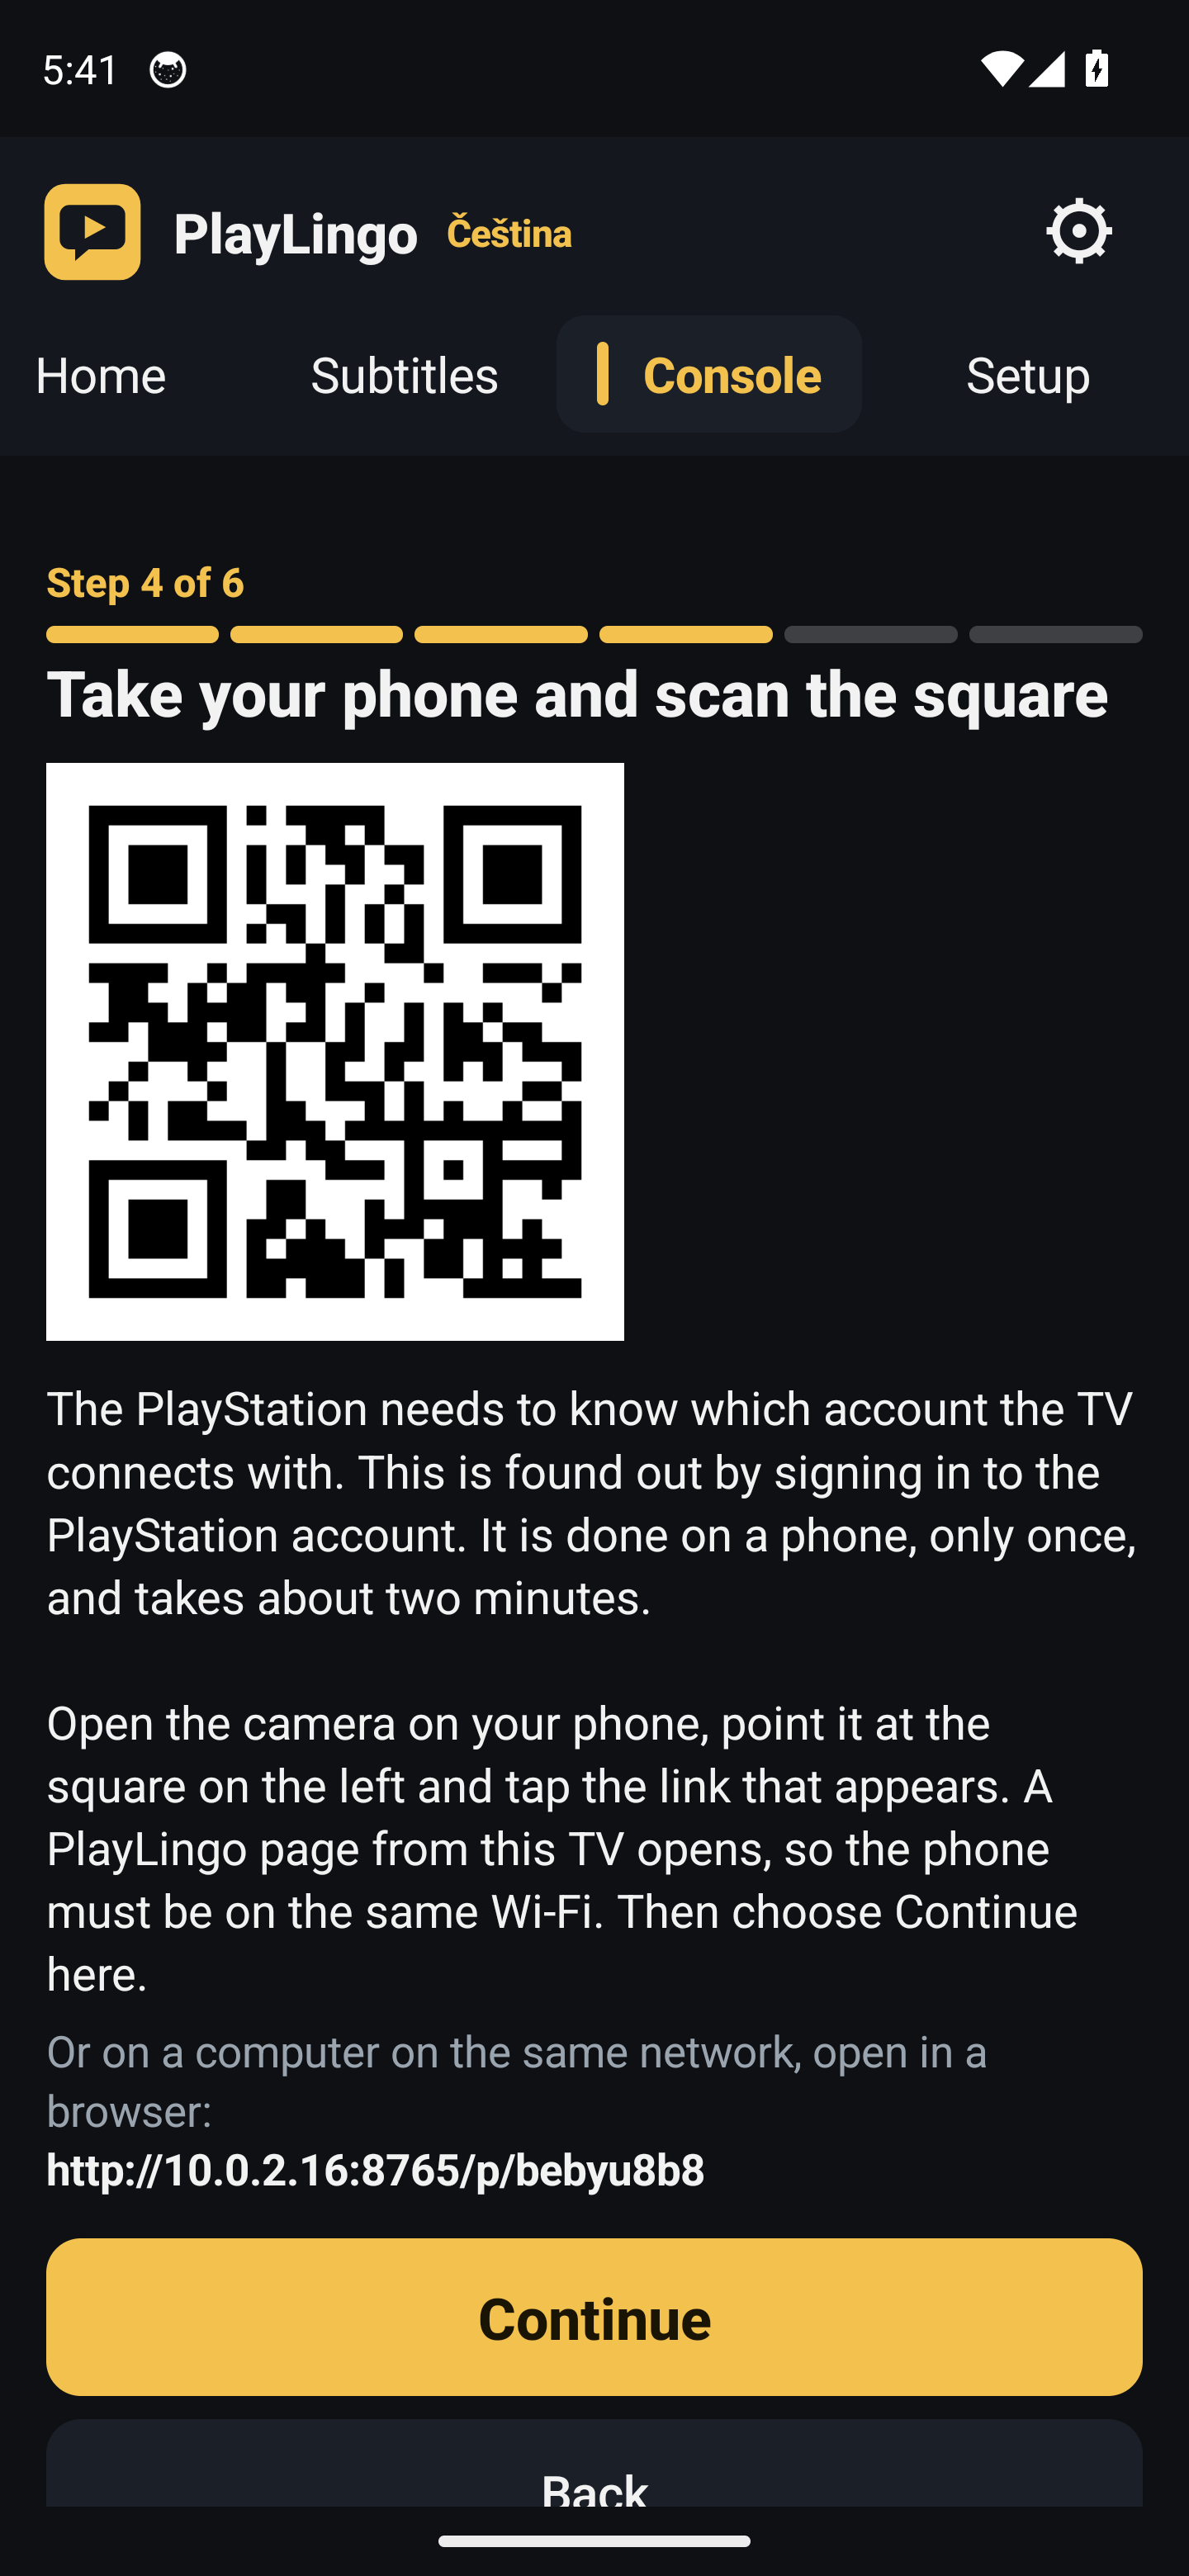 5:41
PlayLingo Čeština
Home Subtitles Console Setup
Step 4 of 6
Take your phone and scan the square
The PlayStation needs to know which account the TV
connects with. This is found out by signing in to the
PlayStation account. It is done on a phone, only once,
and takes about two minutes.
Open the camera on your phone, point it at the
square on the left and tap the link that appears. A
PlayLingo page from this TV opens, so the phone
must be on the same Wi-Fi. Then choose Continue
here.
Or on a computer on the same network, open in a
browser:
http://10.0.2.16:8765/p/bebyu8b8
Continue
Back